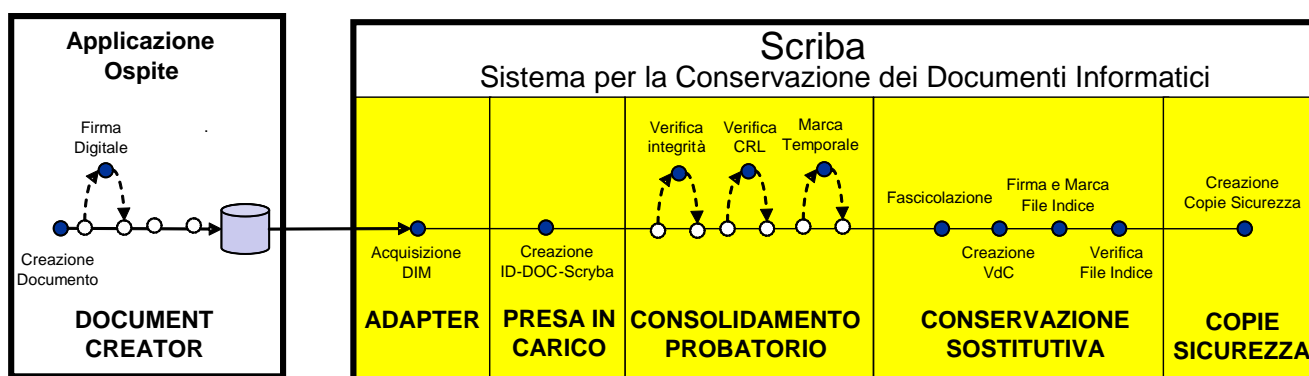 Applicazione
Ospite
Firma
Digitale
.
Creazione
Documento
DOCUMENT
CREATOR
Scriba
Sistema per la Conservazione dei Documenti Informatici
Acquisizione
DIM
ADAPTER
Creazione
ID-DOC-Scryba
PRESA IN
CARICO
Verifica
integrità
Verifica
CRL
Marca
Temporale
CONSOLIDAMENTO
PROBATORIO
Fascicolazione
Creazione
VdC
Firma e Marca
File Indice
Verifica
File Indice
CONSERVAZIONE
SOSTITUTIVA
Creazione
Copie Sicurezza
COPIE
SICUREZZA